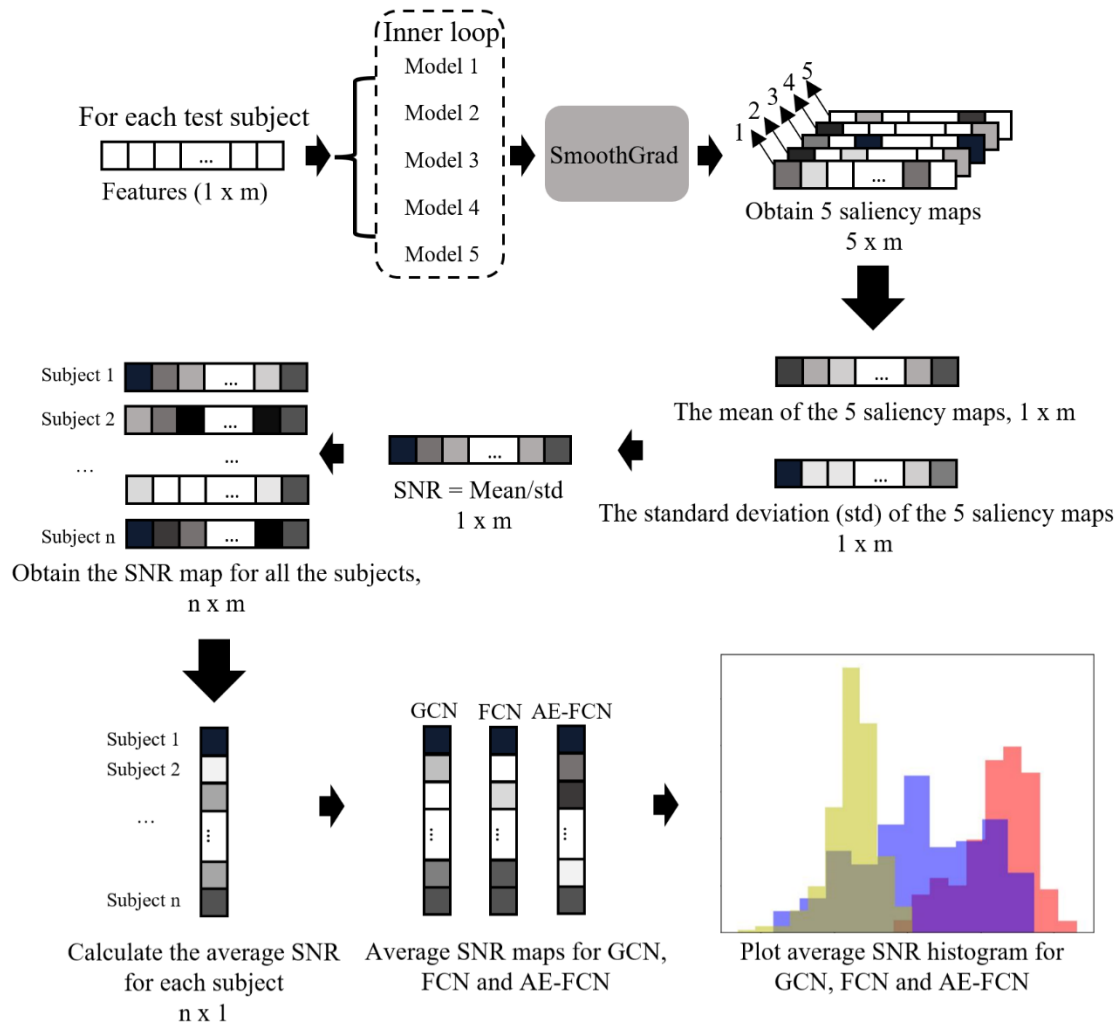 Inner loop
Model 1
Model 2
Model 3
Model 4
Model 5
For each test subject
...
Features (1 x m)
SmoothGrad
1
2
3
4
5
...
Obtain 5 saliency maps
5 x m
...
The mean of the 5 saliency maps, 1 x m
...
The standard deviation (std) of the 5 saliency maps
1 x m
...
SNR = Mean/std
1 x m
Subject 1
...
Subject 2
...
...
...
...
Subject n
...
Obtain the SNR map for all the subjects,
n x m
Subject 1
Subject 2
...
...
Subject n
Calculate the average SNR
for each subject
n x 1
GCN
FCN
AE-FCN
...
...
...
Average SNR maps for GCN,
FCN and AE-FCN
Plot average SNR histogram for
GCN, FCN and AE-FCN